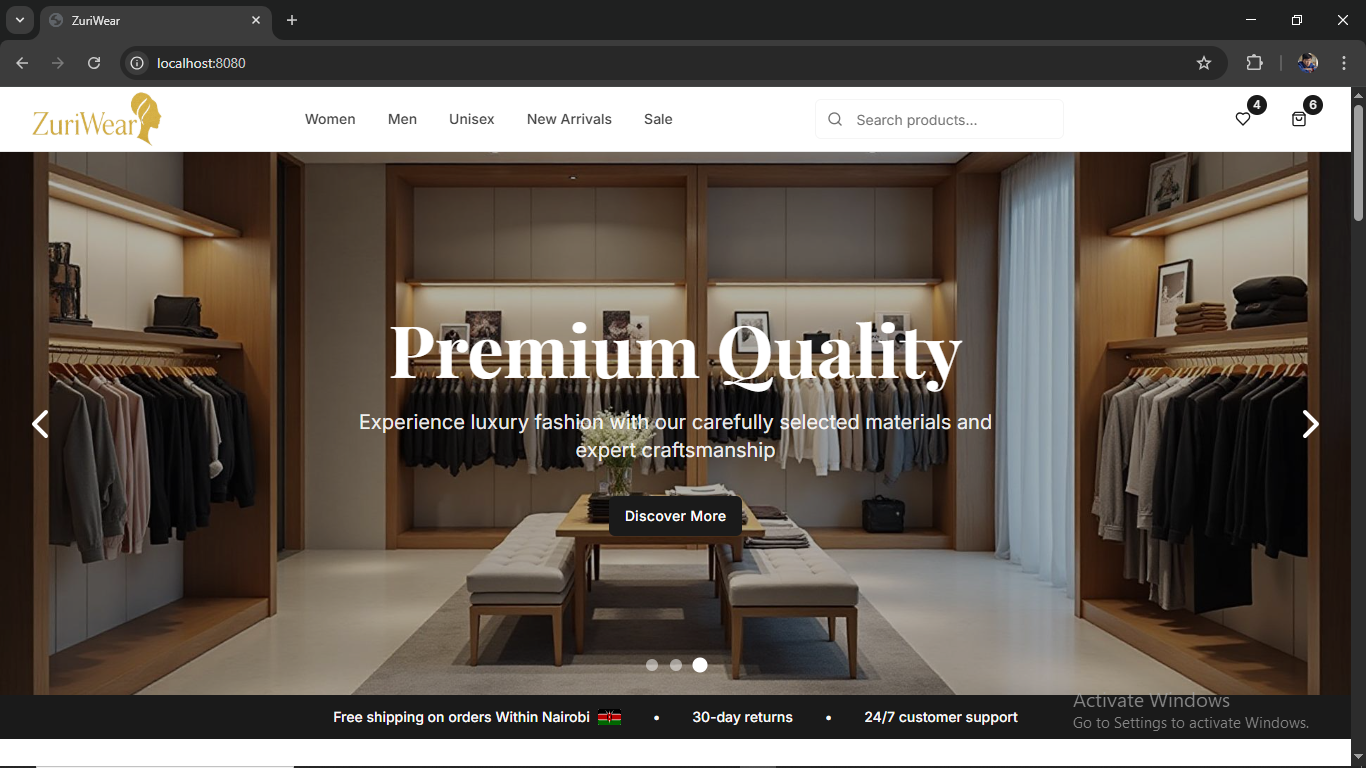 ZuriWear
localhost:8080
ZuriWear
Women Men Unisex New Arrivals Sale
Search products...
4
6
Premium Quality
Experience luxury fashion with our carefully selected materials and
expert craftsmanship
Discover More
Free shipping on orders Within Nairobi 🇰🇪 • 30-day returns • 24/7 customer support
Activate Windows
Go to Settings to activate Windows.